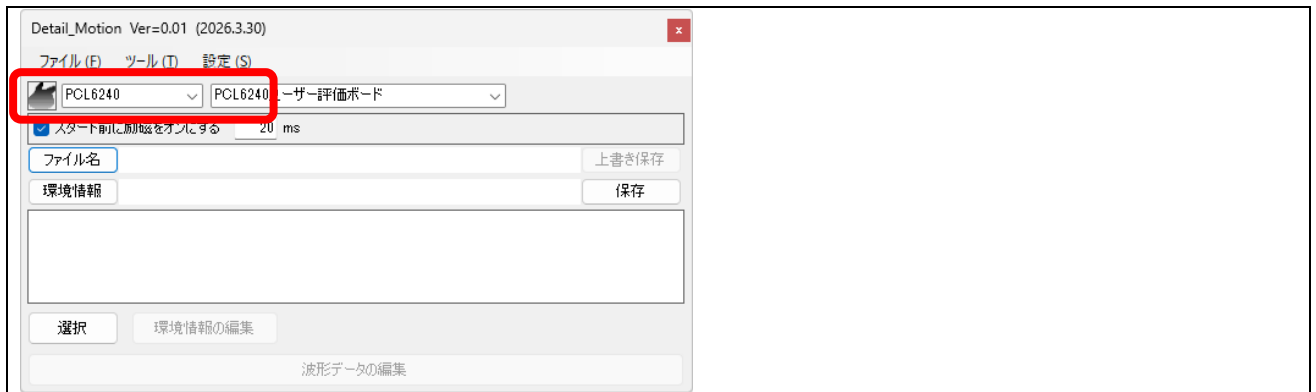 Detail_Motion Ver=0.01 (2026.3.30)
ファイル(F) ツール(T) 設定(S)
PCL6240 PCL6240ユーザー評価ボード
スタート前に励磁をオンにする 20 ms
ファイル名 上書き保存
環境情報 保存
選択 環境情報の編集
波形データの編集